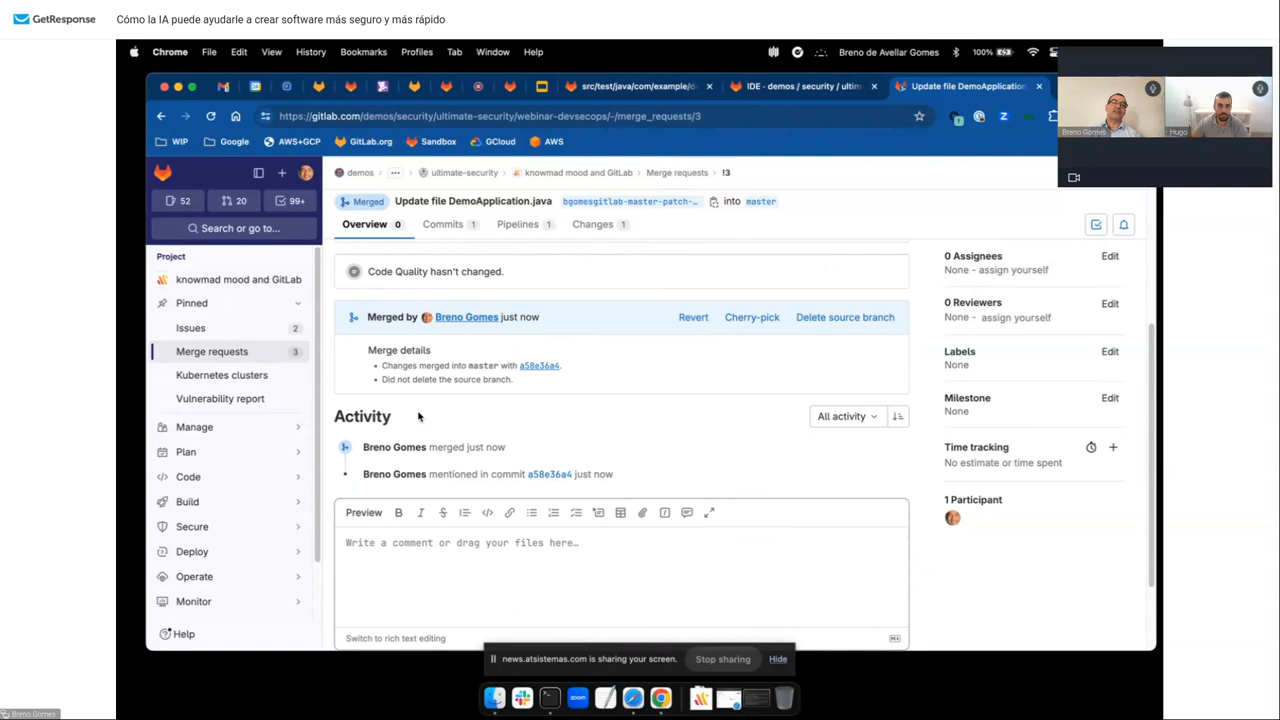 GetResponse
Cómo la IA puede ayudarle a crear software más seguro y más rápido
Chrome File Edit View History Bookmarks Profiles Tab Window Help
Breno de Avellar Gomes 100%
src/test/java/com/example/d
IDE · demos / security / ultim
Update file DemoApplication.
https://gitlab.com/demos/security/ultimate-security/webinar-devsecops/-/merge_requests/3
WIP Google AWS+GCP GitLab.org Sandbox GCloud AWS
Breno Gomes
Hugo
52 20 99+
Search or go to...
Project
knowmad mood and GitLab
Pinned
Issues 2
Merge requests 3
Kubernetes clusters
Vulnerability report
Manage
Plan
Code
Build
Secure
Deploy
Operate
Monitor
Help
demos ... ultimate-security knowmad mood and GitLab Merge requests !3
Merged Update file DemoApplication.java bgomesgitlab-master-patch-… into master
Overview 0 Commits 1 Pipelines 1 Changes 1
Code Quality hasn't changed.
Merged by Breno Gomes just now
Revert Cherry-pick Delete source branch
Merge details
• Changes merged into master with a58e36a4.
• Did not delete the source branch.
Activity
All activity
Breno Gomes merged just now
Breno Gomes mentioned in commit a58e36a4 just now
Preview
Write a comment or drag your files here…
Switch to rich text editing
0 Assignees Edit
None - assign yourself
0 Reviewers Edit
None - assign yourself
Labels Edit
None
Milestone Edit
None
Time tracking
No estimate or time spent
1 Participant
news.atsistemas.com is sharing your screen. Stop sharing Hide
zoom
Breno Gomes